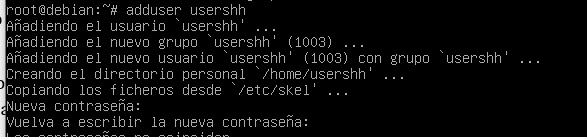 root@debian:~# adduser usershh
Añadiendo el usuario `usershh' ...
Añadiendo el nuevo grupo `usershh' (1003) ...
Añadiendo el nuevo usuario `usershh' (1003) con grupo `usershh' ...
Creando el directorio personal `/home/usershh' ...
Copiando los ficheros desde `/etc/skel' ...
Nueva contraseña:
Vuelva a escribir la nueva contraseña:
Las contraseñas no coinciden